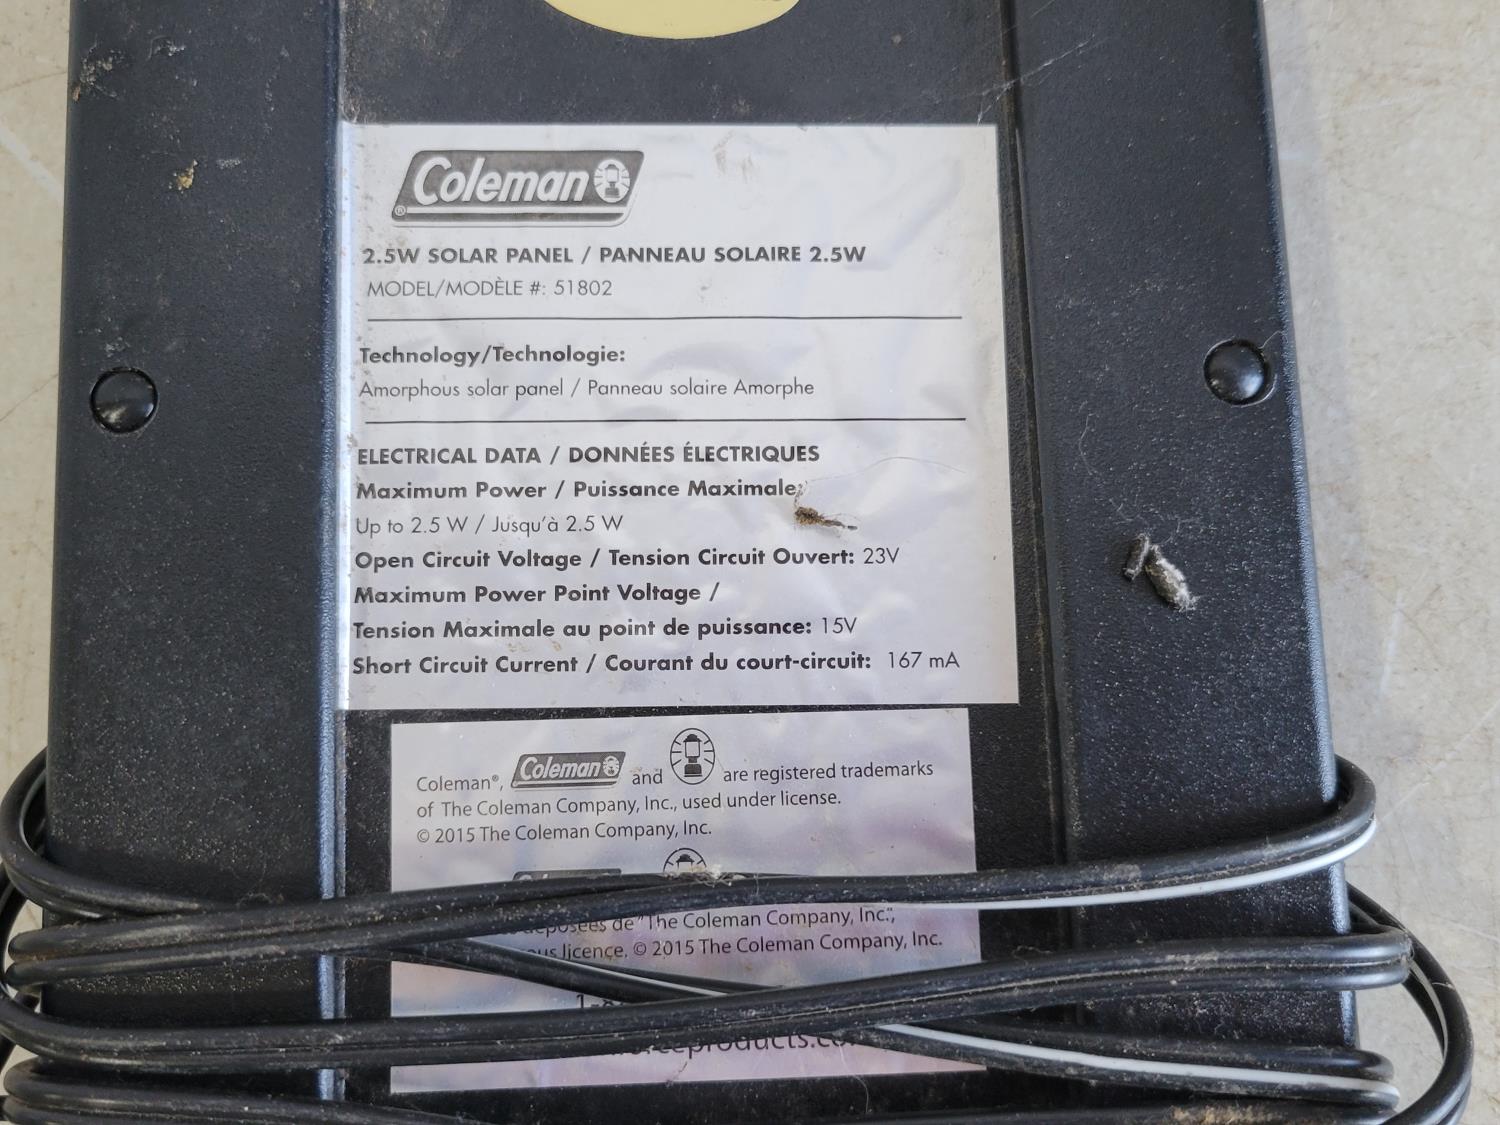 Coleman
®
2.5W SOLAR PANEL / PANNEAU SOLAIRE 2.5W
MODEL/MODÈLE #: 51802
Technology/Technologie:
Amorphous solar panel / Panneau solaire Amorphe
ELECTRICAL DATA / DONNÉES ÉLECTRIQUES
Maximum Power / Puissance Maximale:
Up to 2.5 W / Jusqu'à 2.5 W
Open Circuit Voltage / Tension Circuit Ouvert: 23V
Maximum Power Point Voltage /
Tension Maximale au point de puissance: 15V
Short Circuit Current / Courant du court-circuit: 167 mA
Coleman®, Coleman and are registered trademarks
of The Coleman Company, Inc., used under license.
© 2015 The Coleman Company, Inc.
de The Coleman Company, Inc.,
licence. © 2015 The Coleman Company, Inc.